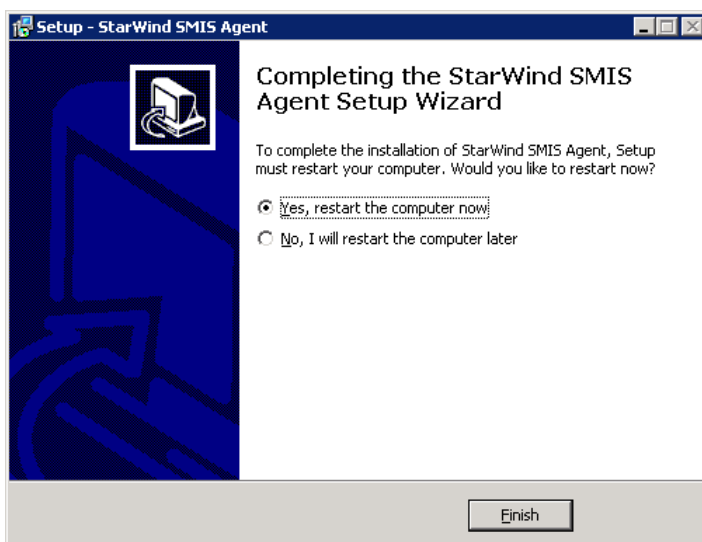 Setup - StarWind SMIS Agent
Completing the StarWind SMIS
Agent Setup Wizard
To complete the installation of StarWind SMIS Agent, Setup
must restart your computer. Would you like to restart now?
Yes, restart the computer now
No, I will restart the computer later
Finish